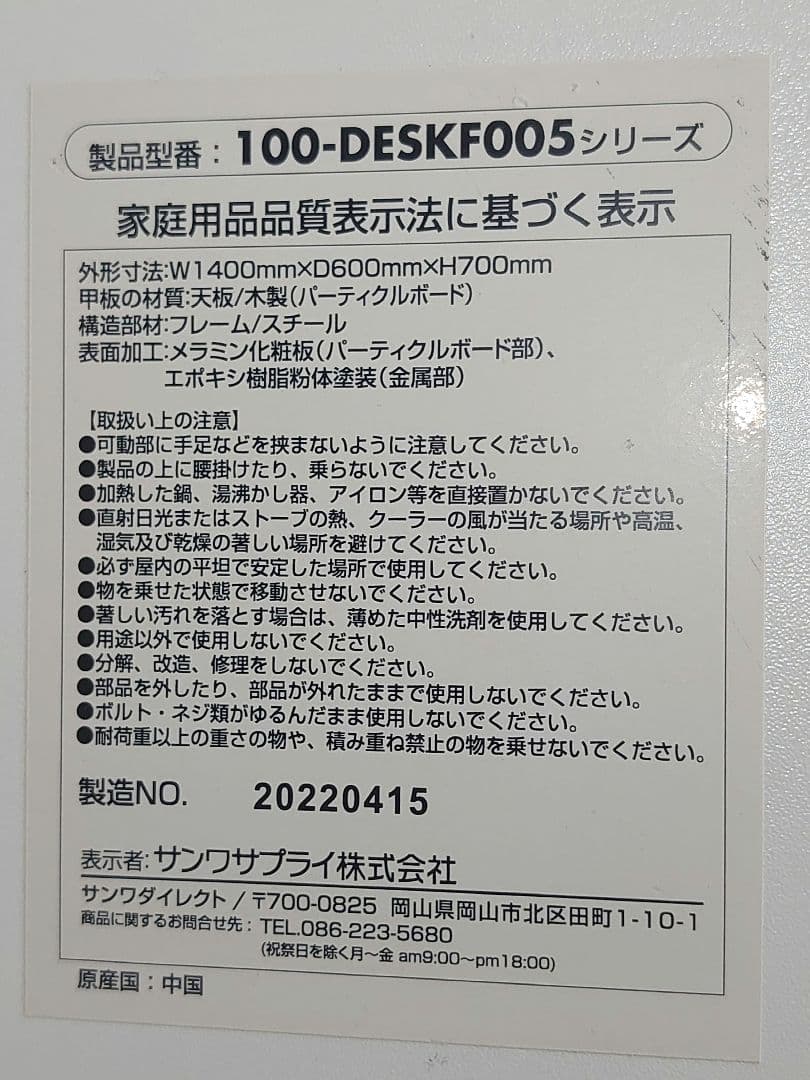 製品型番：100-DESKF005シリーズ
家庭用品品質表示法に基づく表示
外形寸法:W1400mm×D600mm×H700mm
甲板の材質:天板/木製(パーティクルボード)
構造部材:フレーム/スチール
表面加工:メラミン化粧板(パーティクルボード部)、
エポキシ樹脂粉体塗装(金属部)
【取扱い上の注意】
●可動部に手足などを挟まないように注意してください。
●製品の上に腰掛けたり、乗らないでください。
●加熱した鍋、湯沸かし器、アイロン等を直接置かないでください。
●直射日光またはストーブの熱、クーラーの風が当たる場所や高温、
湿気及び乾燥の著しい場所を避けてください。
●必ず屋内の平坦で安定した場所で使用してください。
●物を乗せた状態で移動させないでください。
●著しい汚れを落とす場合は、薄めた中性洗剤を使用してください。
●用途以外で使用しないでください。
●分解、改造、修理をしないでください。
●部品を外したり、部品が外れたままで使用しないでください。
●ボルト・ネジ類がゆるんだまま使用しないでください。
●耐荷重以上の重さの物や、積み重ね禁止の物を乗せないでください。
製造NO. 20220415
表示者:サンワサプライ株式会社
サンワダイレクト/〒700-0825 岡山県岡山市北区田町1-10-1
商品に関するお問合せ先：TEL.086-223-5680
(祝祭日を除く月〜金 am9:00〜pm18:00)
原産国：中国